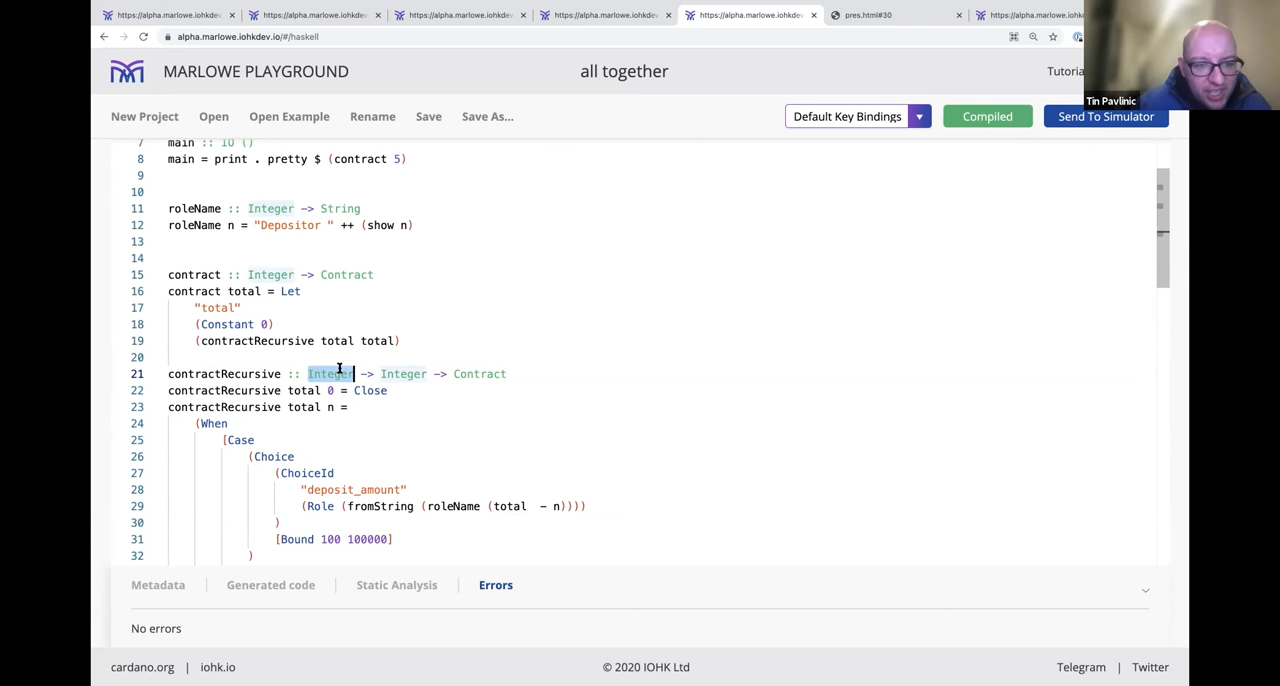 https://alpha.marlowe.iohkdev
https://alpha.marlowe.iohkdev
https://alpha.marlowe.iohkdev
https://alpha.marlowe.iohkdev
https://alpha.marlowe.iohkdev
pres.html#30
https://alpha.marlowe.iohkdev
alpha.marlowe.iohkdev.io/#/haskell
MARLOWE PLAYGROUND
all together
Tutoria
Tin Pavlinic
New Project
Open
Open Example
Rename
Save
Save As...
Default Key Bindings
Compiled
Send To Simulator
7 main :: IO ()
8 main = print . pretty $ (contract 5)
9
10
11 roleName :: Integer -> String
12 roleName n = "Depositor " ++ (show n)
13
14
15 contract :: Integer -> Contract
16 contract total = Let
17 "total"
18 (Constant 0)
19 (contractRecursive total total)
20
21 contractRecursive :: Integer -> Integer -> Contract
22 contractRecursive total 0 = Close
23 contractRecursive total n =
24 (When
25 [Case
26 (Choice
27 (ChoiceId
28 "deposit_amount"
29 (Role (fromString (roleName (total  - n))))
30 )
31 [Bound 100 100000]
32 )
Metadata
Generated code
Static Analysis
Errors
No errors
cardano.org | iohk.io
© 2020 IOHK Ltd
Telegram | Twitter